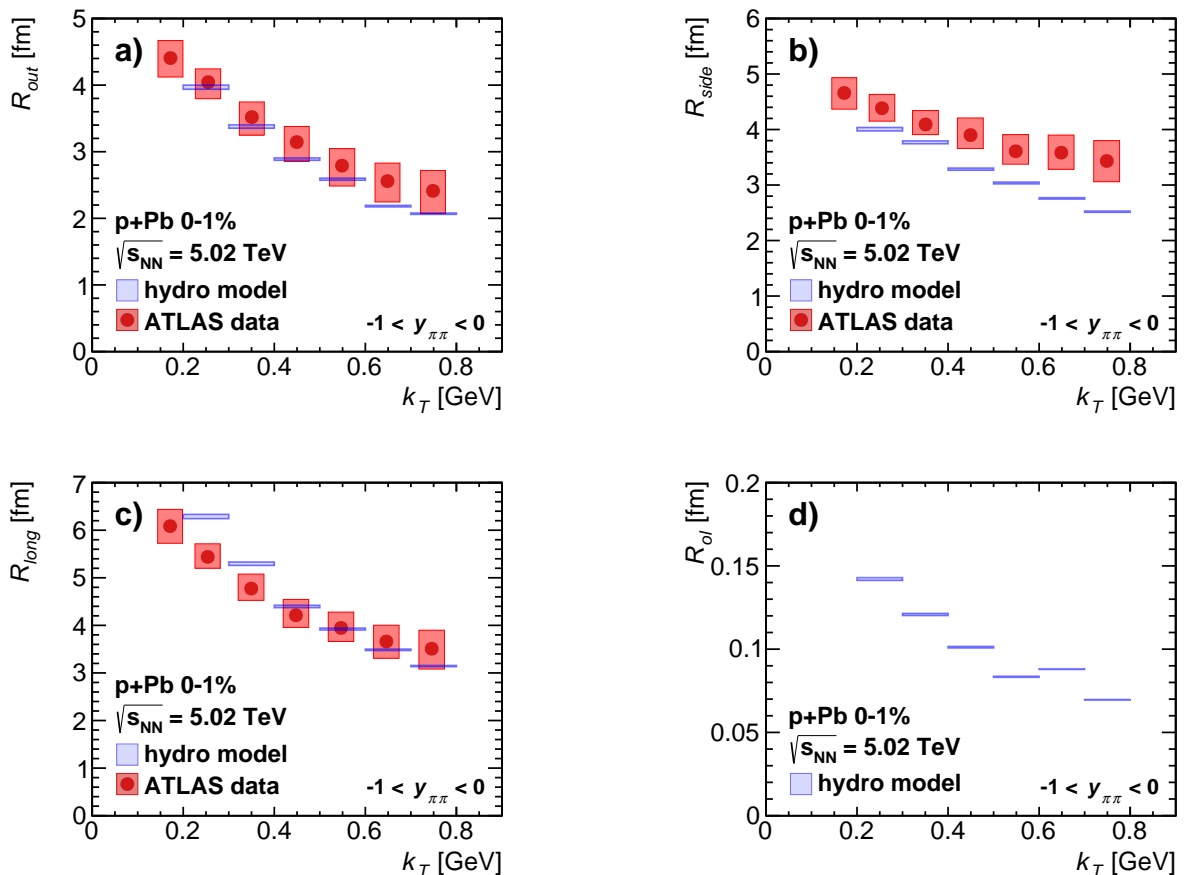 a)
R_out [fm]
5
4
3
2
1
0
p+Pb 0-1%
√s_NN = 5.02 TeV
hydro model
ATLAS data
-1 < y_ππ < 0
0 0.2 0.4 0.6 0.8
k_T [GeV]
b)
R_side [fm]
6
5
4
3
2
1
0
p+Pb 0-1%
√s_NN = 5.02 TeV
hydro model
ATLAS data
-1 < y_ππ < 0
0 0.2 0.4 0.6 0.8
k_T [GeV]
c)
R_long [fm]
7
6
5
4
3
2
1
0
p+Pb 0-1%
√s_NN = 5.02 TeV
hydro model
ATLAS data
-1 < y_ππ < 0
0 0.2 0.4 0.6 0.8
k_T [GeV]
d)
R_ol [fm]
0.2
0.15
0.1
0.05
0
p+Pb 0-1%
√s_NN = 5.02 TeV
hydro model
-1 < y_ππ < 0
0 0.2 0.4 0.6 0.8
k_T [GeV]